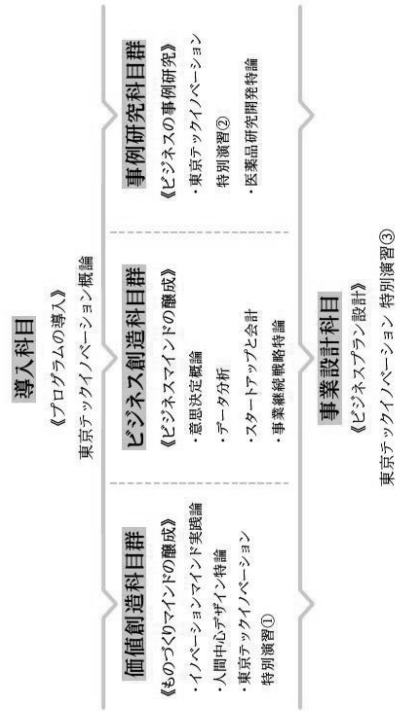 導入科目
《プログラムの導入》
東京テックイノベーション概論
価値創造科目群
《ものづくりマインドの醸成》
・イノベーションマインド実践論
・人間中心デザイン特論
・東京テックイノベーション
特別演習①
ビジネス創造科目群
《ビジネスマインドの醸成》
・意思決定概論
・データ分析
・スタートアップと会計
・事業継続戦略特論
事例研究科目群
《ビジネスの事例研究》
・東京テックイノベーション
特別演習②
・医薬品研究開発特論
事業設計科目
《ビジネスプラン設計》
東京テックイノベーション 特別演習③